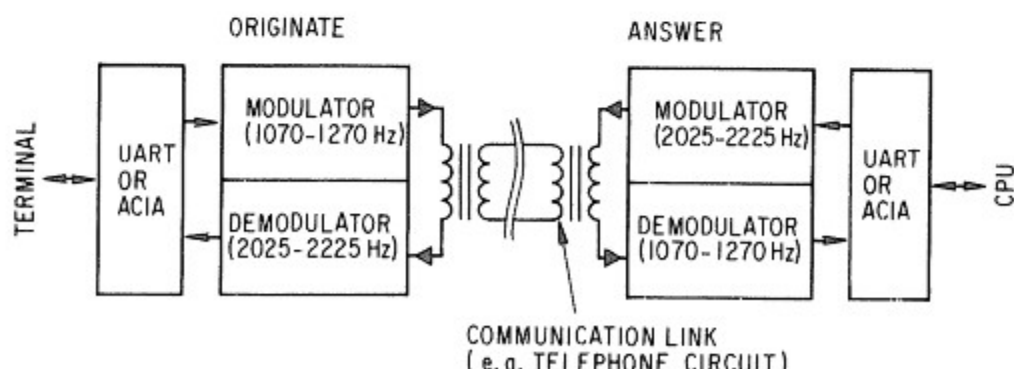 ORIGINATE
ANSWER
TERMINAL
UART
OR
ACIA
MODULATOR
(1070-1270 Hz)
DEMODULATOR
(2025-2225 Hz)
MODULATOR
(2025-2225 Hz)
DEMODULATOR
(1070-1270 Hz)
UART
OR
ACIA
CPU
COMMUNICATION LINK
(e.g. TELEPHONE CIRCUIT)